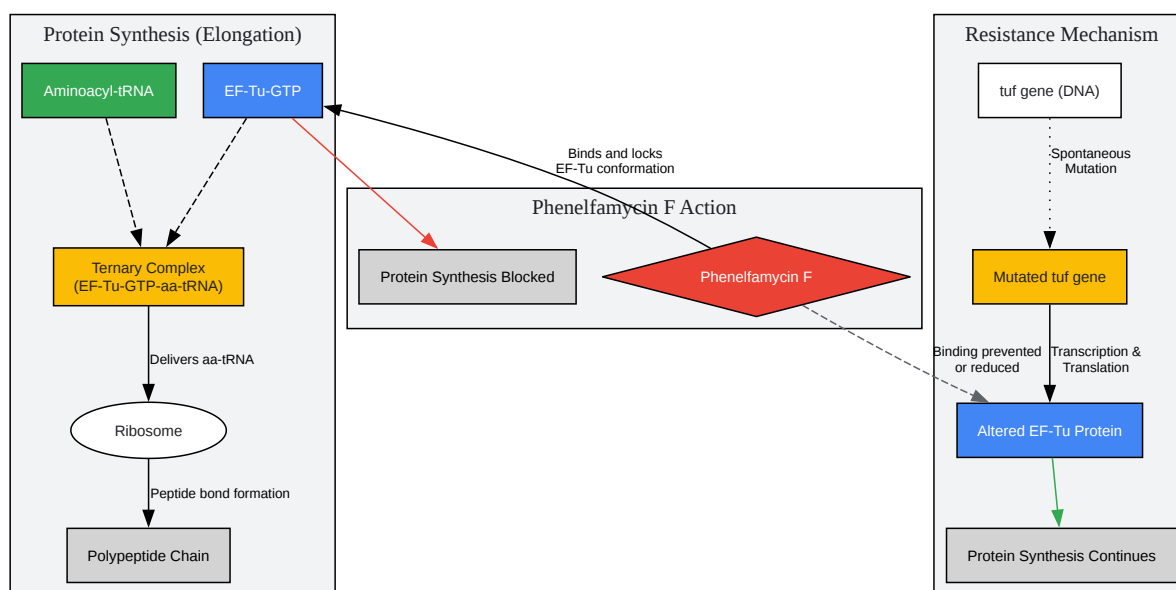 Protein Synthesis (Elongation)
Aminoacyl-tRNA
EF-Tu-GTP
Ternary Complex
(EF-Tu-GTP-aa-tRNA)
Delivers aa-tRNA
Ribosome
Peptide bond formation
Polypeptide Chain
Binds and locks
EF-Tu conformation
Phenelfamycin F Action
Protein Synthesis Blocked
Phenelfamycin F
Binding prevented
or reduced
Resistance Mechanism
tuf gene (DNA)
Spontaneous
Mutation
Mutated tuf gene
Transcription &
Translation
Altered EF-Tu Protein
Protein Synthesis Continues